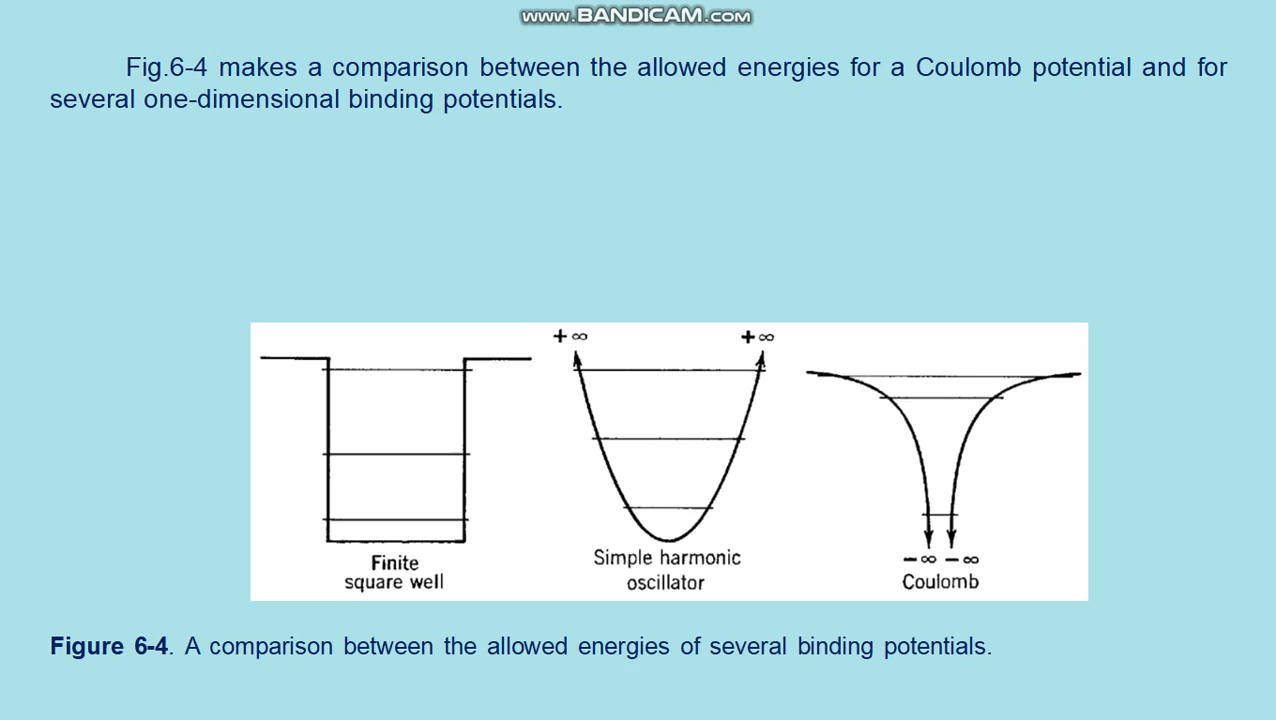 www.BANDICAM.com
Fig.6-4 makes a comparison between the allowed energies for a Coulomb potential and for
several one-dimensional binding potentials.
+∞ +∞
Finite
square well
Simple harmonic
oscillator
−∞ −∞
Coulomb
Figure 6-4. A comparison between the allowed energies of several binding potentials.